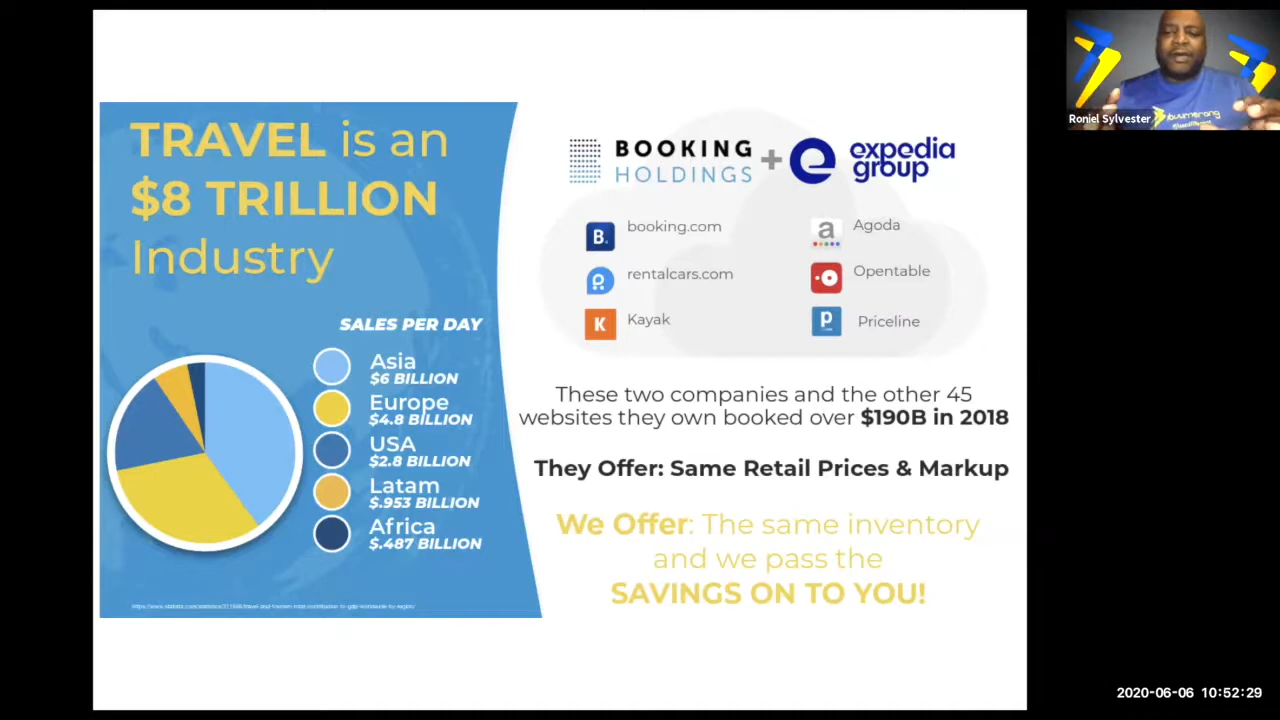 TRAVEL is an
$8 TRILLION
Industry
SALES PER DAY
Asia
$6 BILLION
Europe
$4.8 BILLION
USA
$2.8 BILLION
Latam
$.953 BILLION
Africa
$.487 BILLION
BOOKING
HOLDINGS
+
expedia
group
B. booking.com
rentalcars.com
K Kayak
a Agoda
Opentable
P Priceline
These two companies and the other 45
websites they own booked over $190B in 2018
They Offer: Same Retail Prices & Markup
We Offer: The same inventory
and we pass the
SAVINGS ON TO YOU!
Roniel Sylvester
2020-06-06 10:52:29